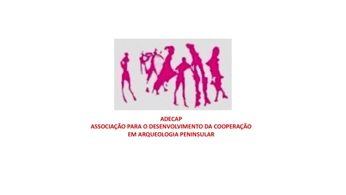 ADECAP
ASSOCIAÇÃO PARA O DESENVOLVIMENTO DA COOPERAÇÃO
EM ARQUEOLOGIA PENINSULAR